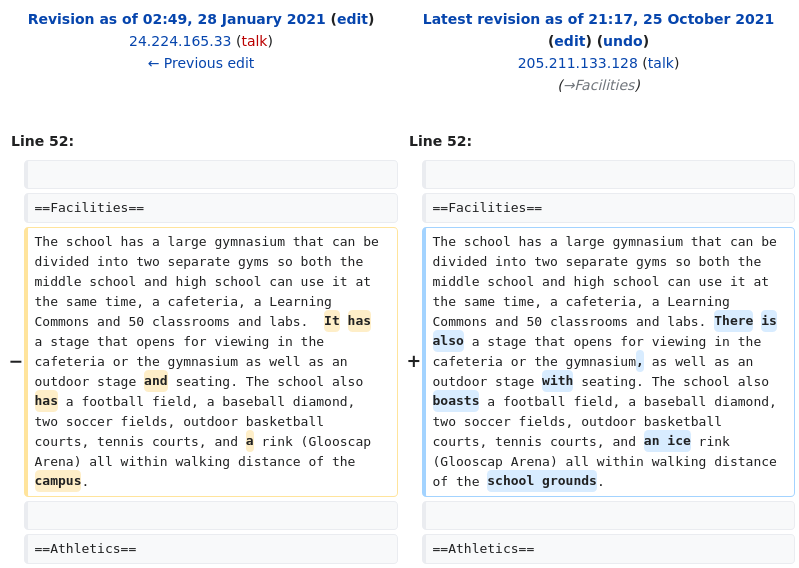 Revision as of 02:49, 28 January 2021 (edit)
24.224.165.33 (talk)
← Previous edit
Latest revision as of 21:17, 25 October 2021
(edit) (undo)
205.211.133.128 (talk)
(→Facilities)
Line 52:
Line 52:
==Facilities==
==Facilities==
−
The school has a large gymnasium that can be
divided into two separate gyms so both the
middle school and high school can use it at
the same time, a cafeteria, a Learning
Commons and 50 classrooms and labs.  It has
a stage that opens for viewing in the
cafeteria or the gymnasium as well as an
outdoor stage and seating. The school also
has a football field, a baseball diamond,
two soccer fields, outdoor basketball
courts, tennis courts, and a rink (Glooscap
Arena) all within walking distance of the
campus.
+
The school has a large gymnasium that can be
divided into two separate gyms so both the
middle school and high school can use it at
the same time, a cafeteria, a Learning
Commons and 50 classrooms and labs. There is
also a stage that opens for viewing in the
cafeteria or the gymnasium, as well as an
outdoor stage with seating. The school also
boasts a football field, a baseball diamond,
two soccer fields, outdoor basketball
courts, tennis courts, and an ice rink
(Glooscap Arena) all within walking distance
of the school grounds.
==Athletics==
==Athletics==